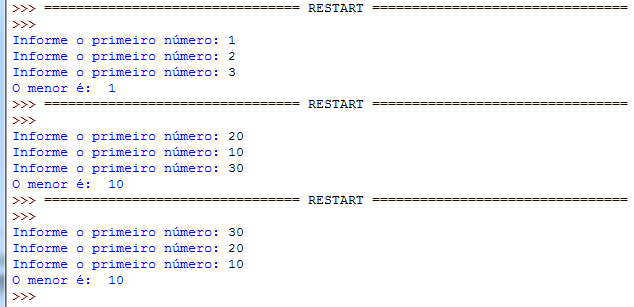 >>> ================================ RESTART ================================
>>>
Informe o primeiro número: 1
Informe o primeiro número: 2
Informe o primeiro número: 3
O menor é:  1
>>> ================================ RESTART ================================
>>>
Informe o primeiro número: 20
Informe o primeiro número: 10
Informe o primeiro número: 30
O menor é:  10
>>> ================================ RESTART ================================
>>>
Informe o primeiro número: 30
Informe o primeiro número: 20
Informe o primeiro número: 10
O menor é:  10
>>>